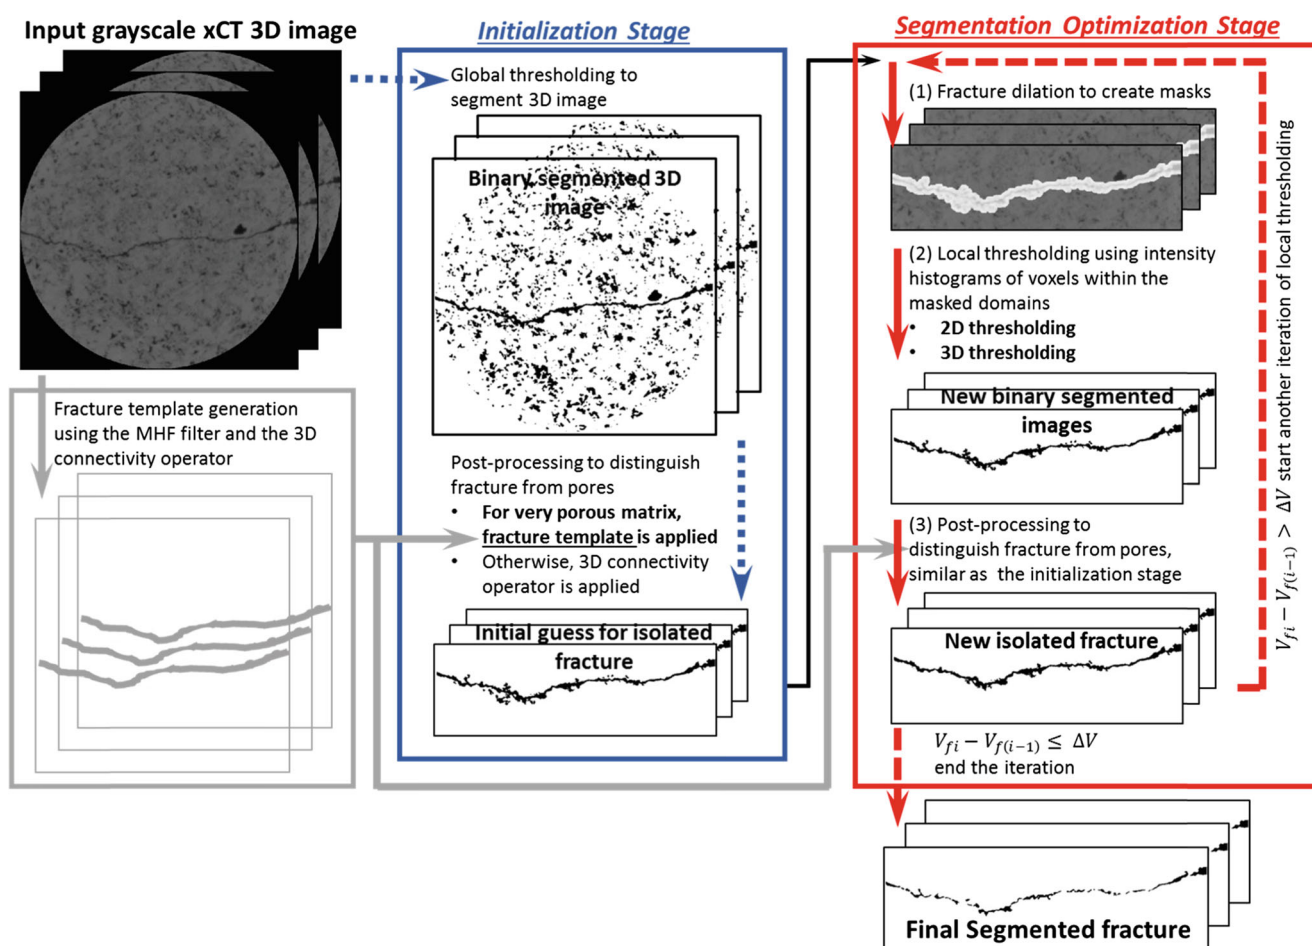 Input grayscale xCT 3D image
Fracture template generation
using the MHF filter and the 3D
connectivity operator
Initialization Stage
Global thresholding to
segment 3D image
Binary segmented 3D
image
Post-processing to distinguish
fracture from pores
• For very porous matrix,
fracture template is applied
• Otherwise, 3D connectivity
operator is applied
Initial guess for isolated
fracture
Segmentation Optimization Stage
(1) Fracture dilation to create masks
(2) Local thresholding using intensity
histograms of voxels within the
masked domains
• 2D thresholding
• 3D thresholding
New binary segmented
images
(3) Post-processing to
distinguish fracture from pores,
similar as the initialization stage
New isolated fracture
V_{fi} − V_{f(i−1)} > ΔV start another iteration of local thresholding
V_{fi} − V_{f(i−1)} ≤ ΔV
end the iteration
Final Segmented fracture